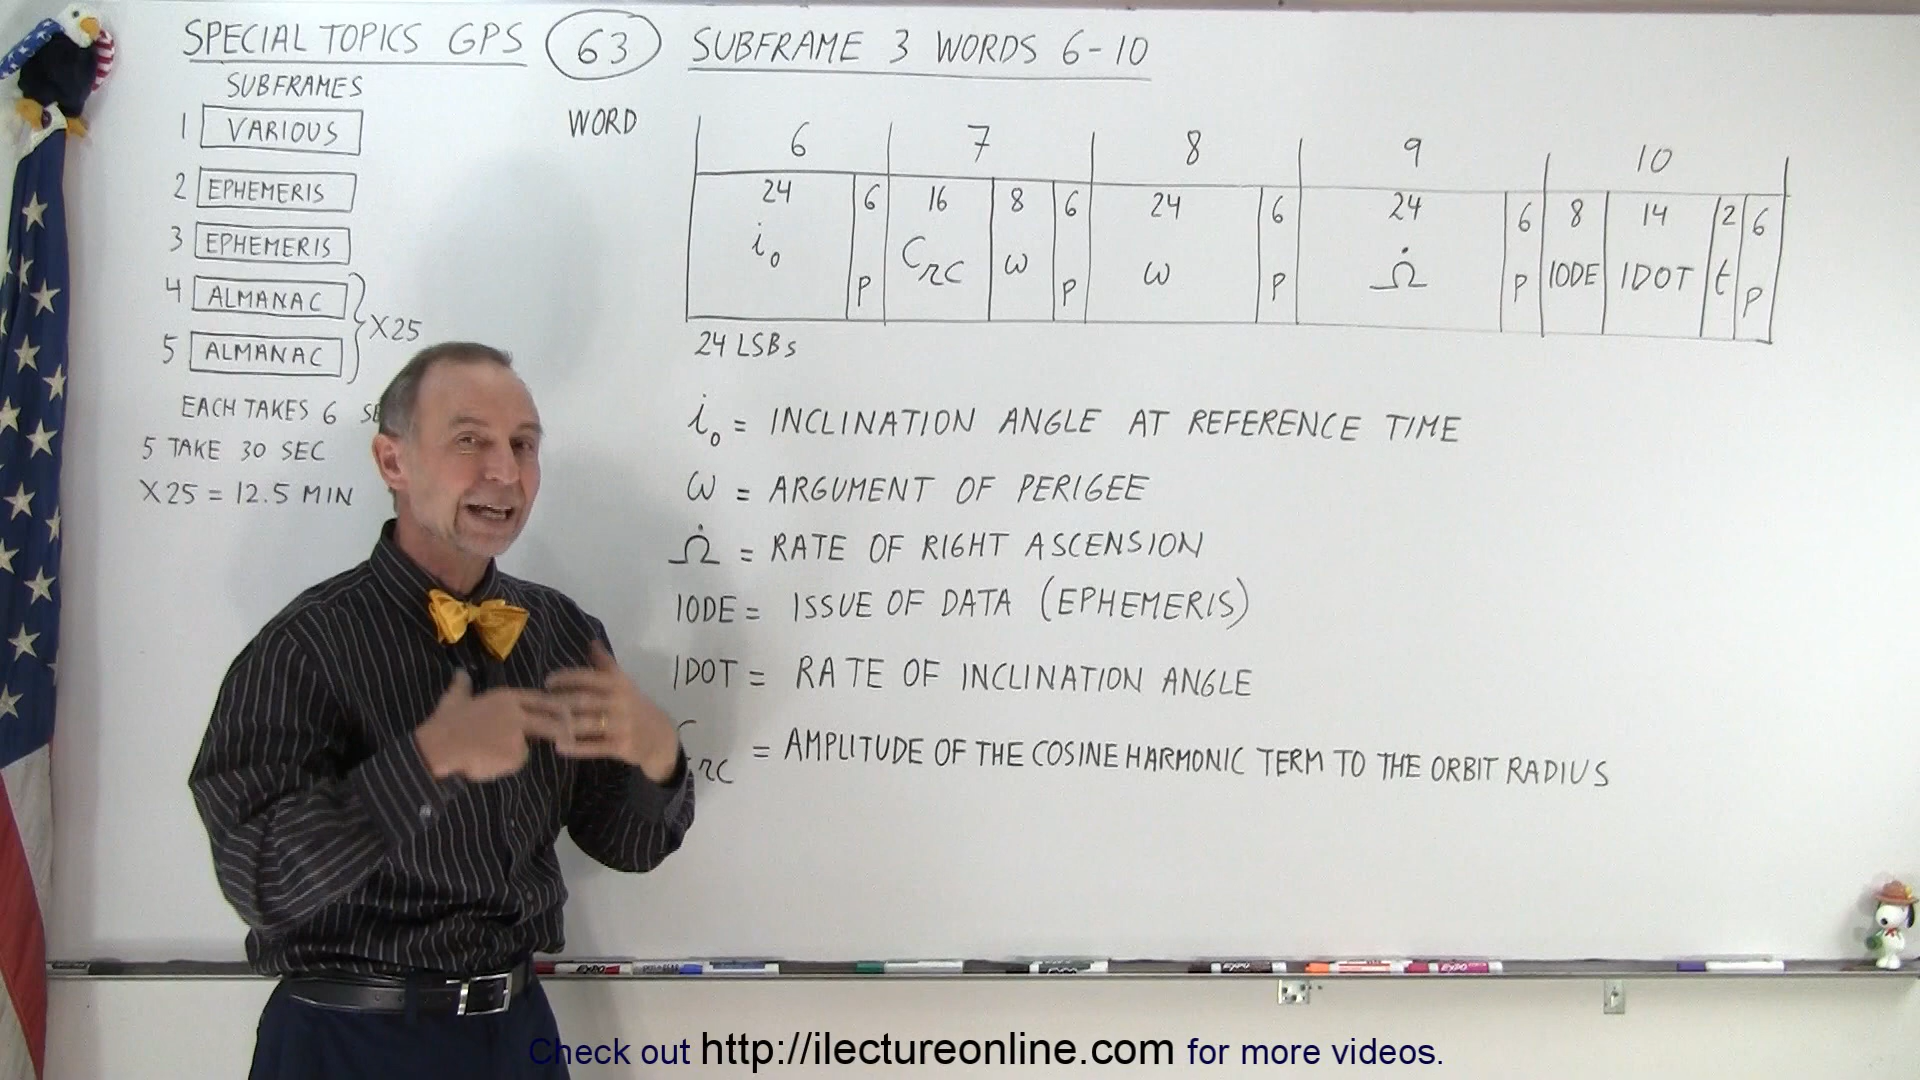 SPECIAL TOPICS GPS 63 SUBFRAME 3 WORDS 6-10
SUBFRAMES
1 VARIOUS
2 EPHEMERIS
3 EPHEMERIS
4 ALMANAC
5 ALMANAC
X25
EACH TAKES 6
5 TAKE 30 SEC
X25 = 12.5 MIN
WORD 6 7 8 9 10
24 6 16 8 6 24 6 24 6 8 14 2 6
i₀ P Crc ω P ω P Ω̇ P IODE IDOT t P
24 LSBs
i₀ = INCLINATION ANGLE AT REFERENCE TIME
ω = ARGUMENT OF PERIGEE
Ω̇ = RATE OF RIGHT ASCENSION
IODE = ISSUE OF DATA (EPHEMERIS)
IDOT = RATE OF INCLINATION ANGLE
Crc = AMPLITUDE OF THE COSINE HARMONIC TERM TO THE ORBIT RADIUS
EXPO
EXPO
Check out http://ilectureonline.com for more videos.